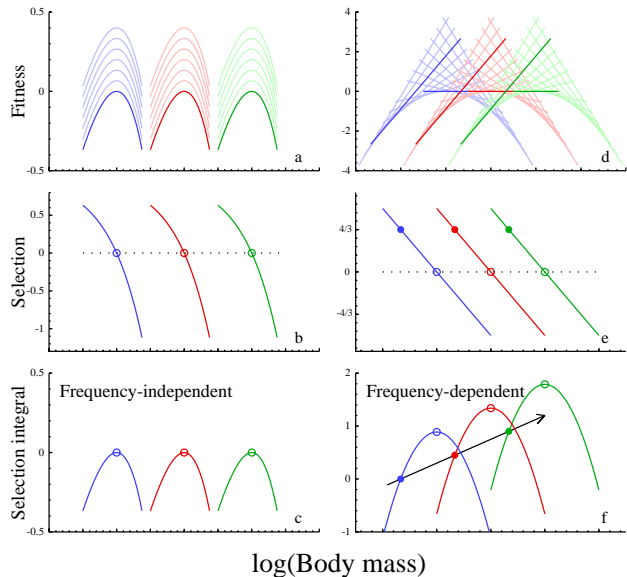 Fitness
0.5
0
-0.5
a
4
2
0
-2
-4
d
Selection
0.5
0
-0.5
-1
b
4/3
0
-4/3
e
Selection integral
0.5
0
-0.5
Frequency-independent
c
2
1
0
-1
Frequency-dependent
f
log(Body mass)